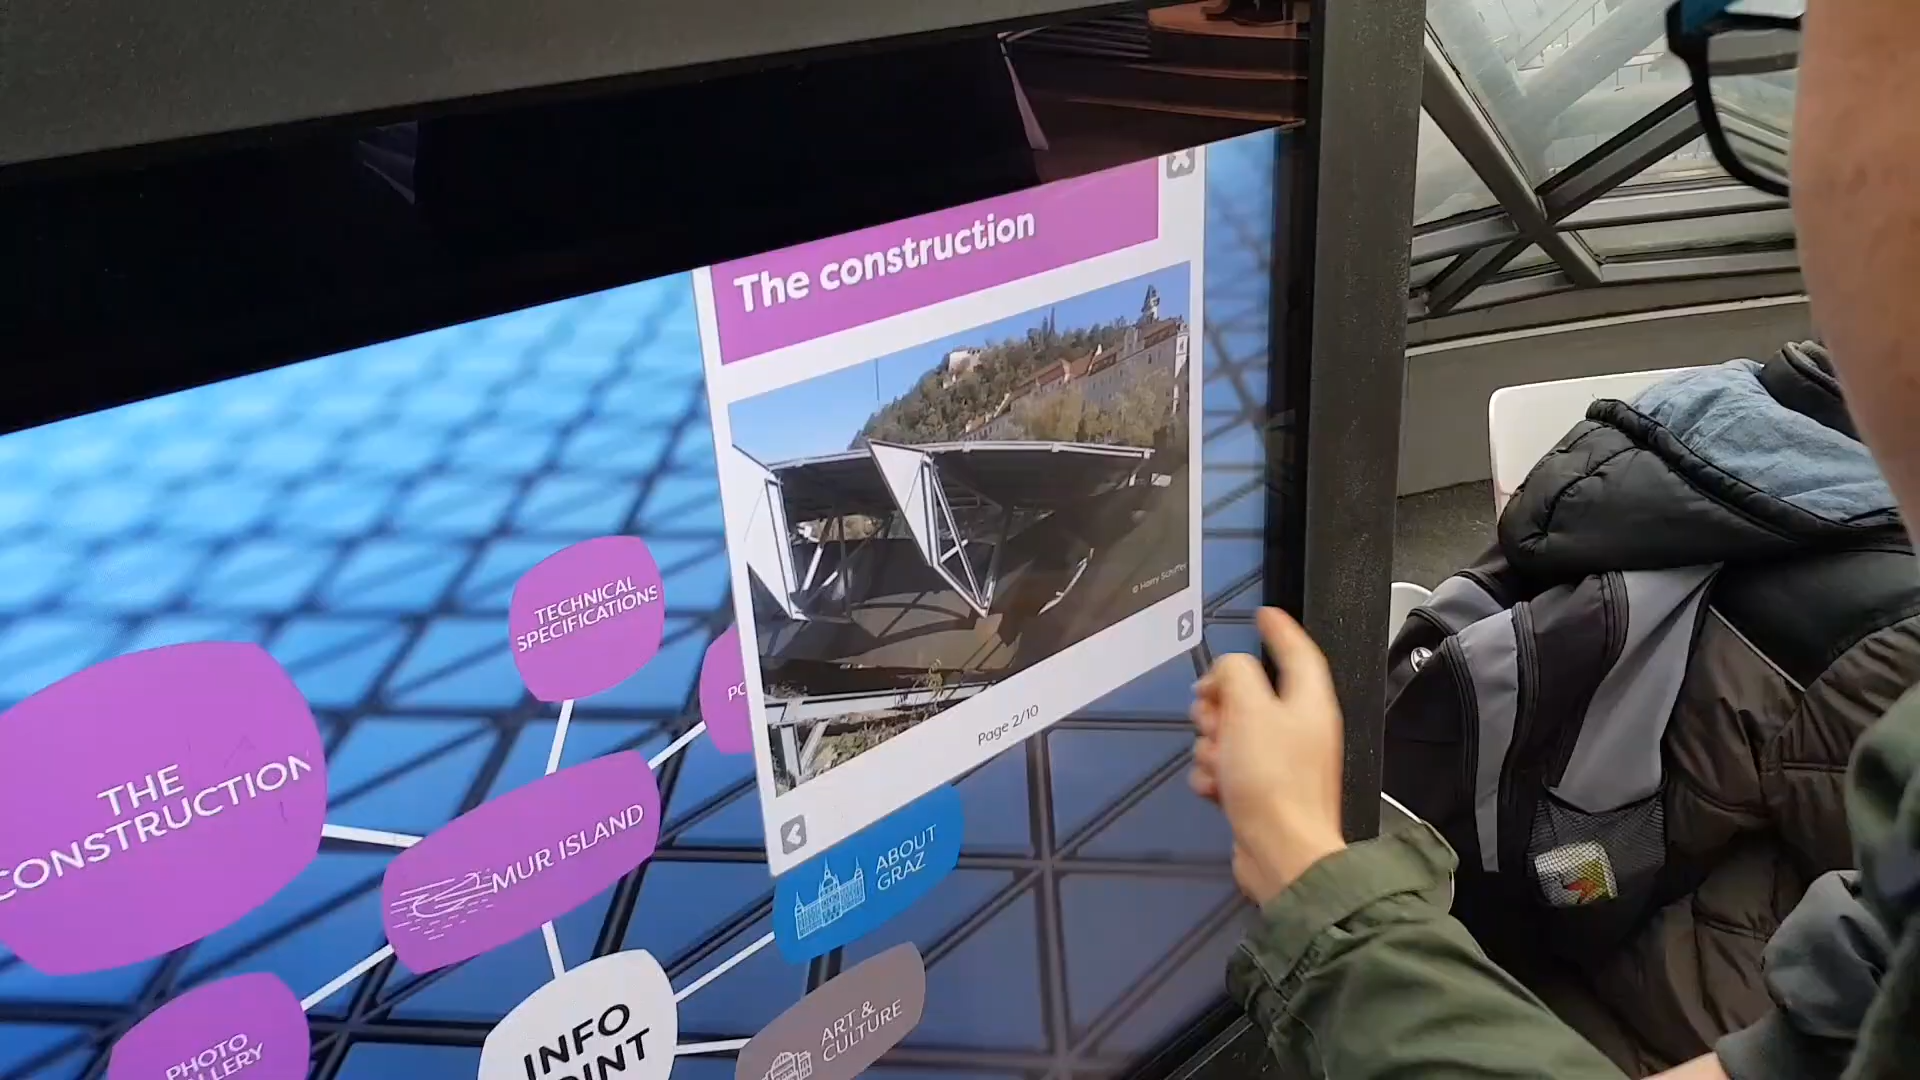 The construction
© Harry Schiffer
Page 2/10
TECHNICAL
SPECIFICATIONS
THE
CONSTRUCTION
MUR ISLAND
ABOUT
GRAZ
INFO
ART &
CULTURE
PHOTO